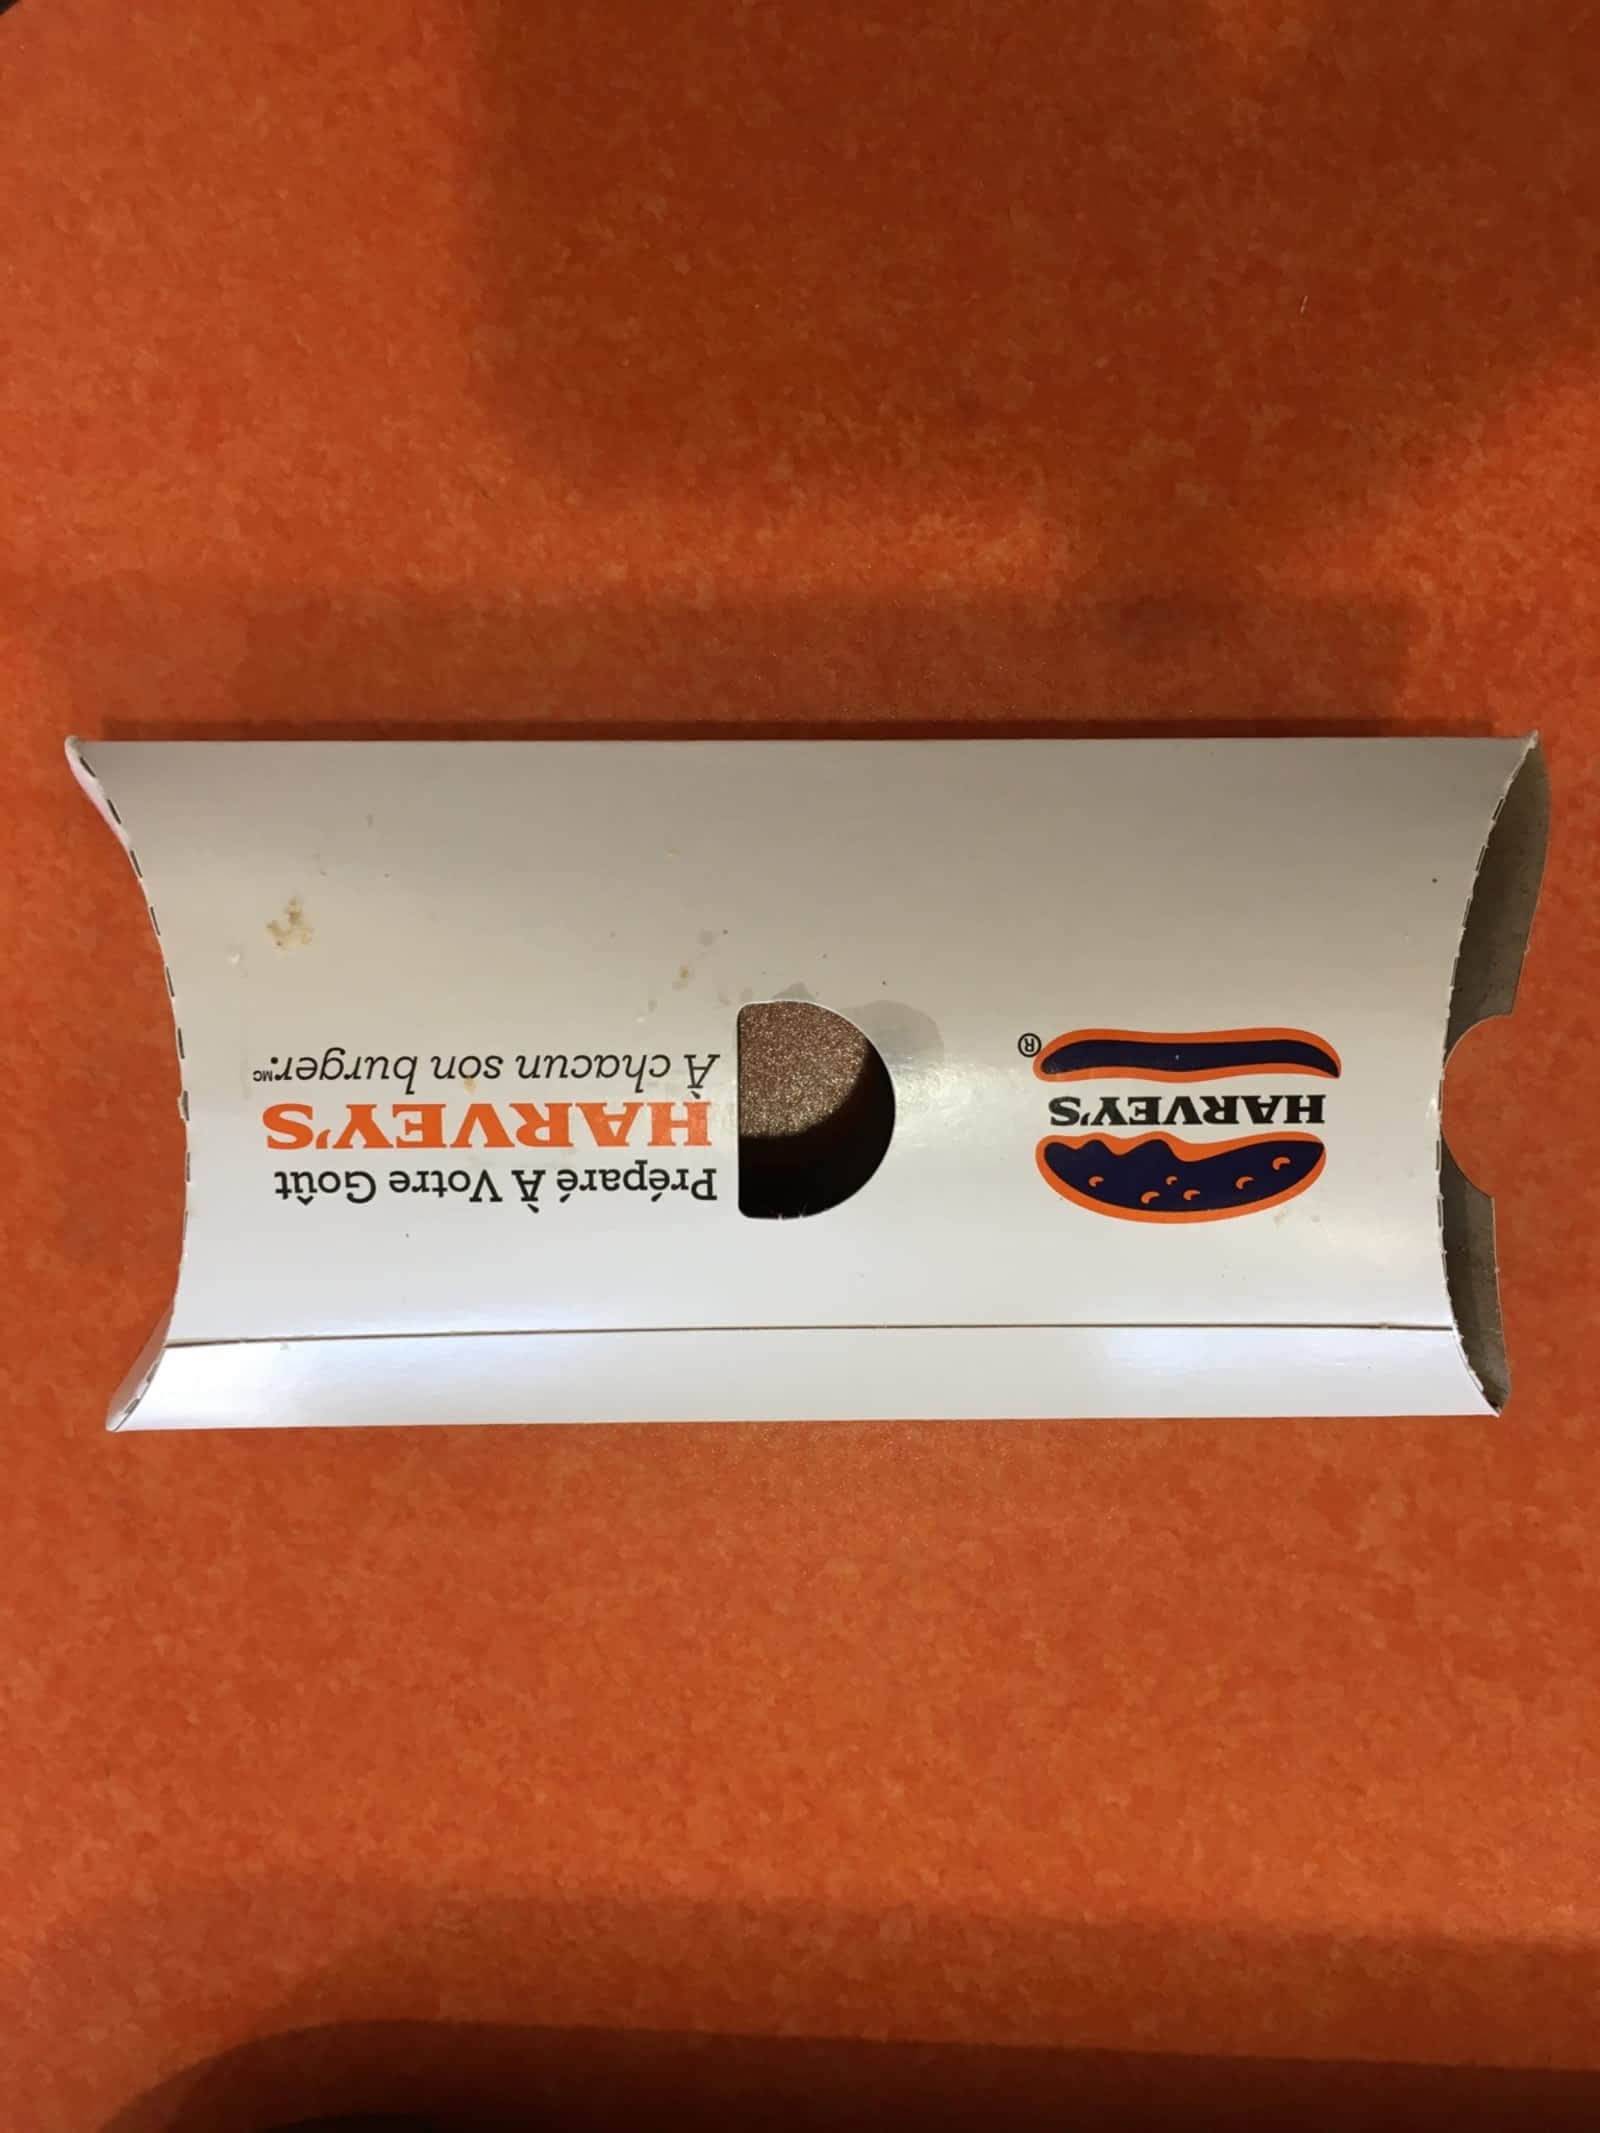 HARVEY'S
®
Préparé À Votre Goût
HARVEY'S
À chacun son burger.MC